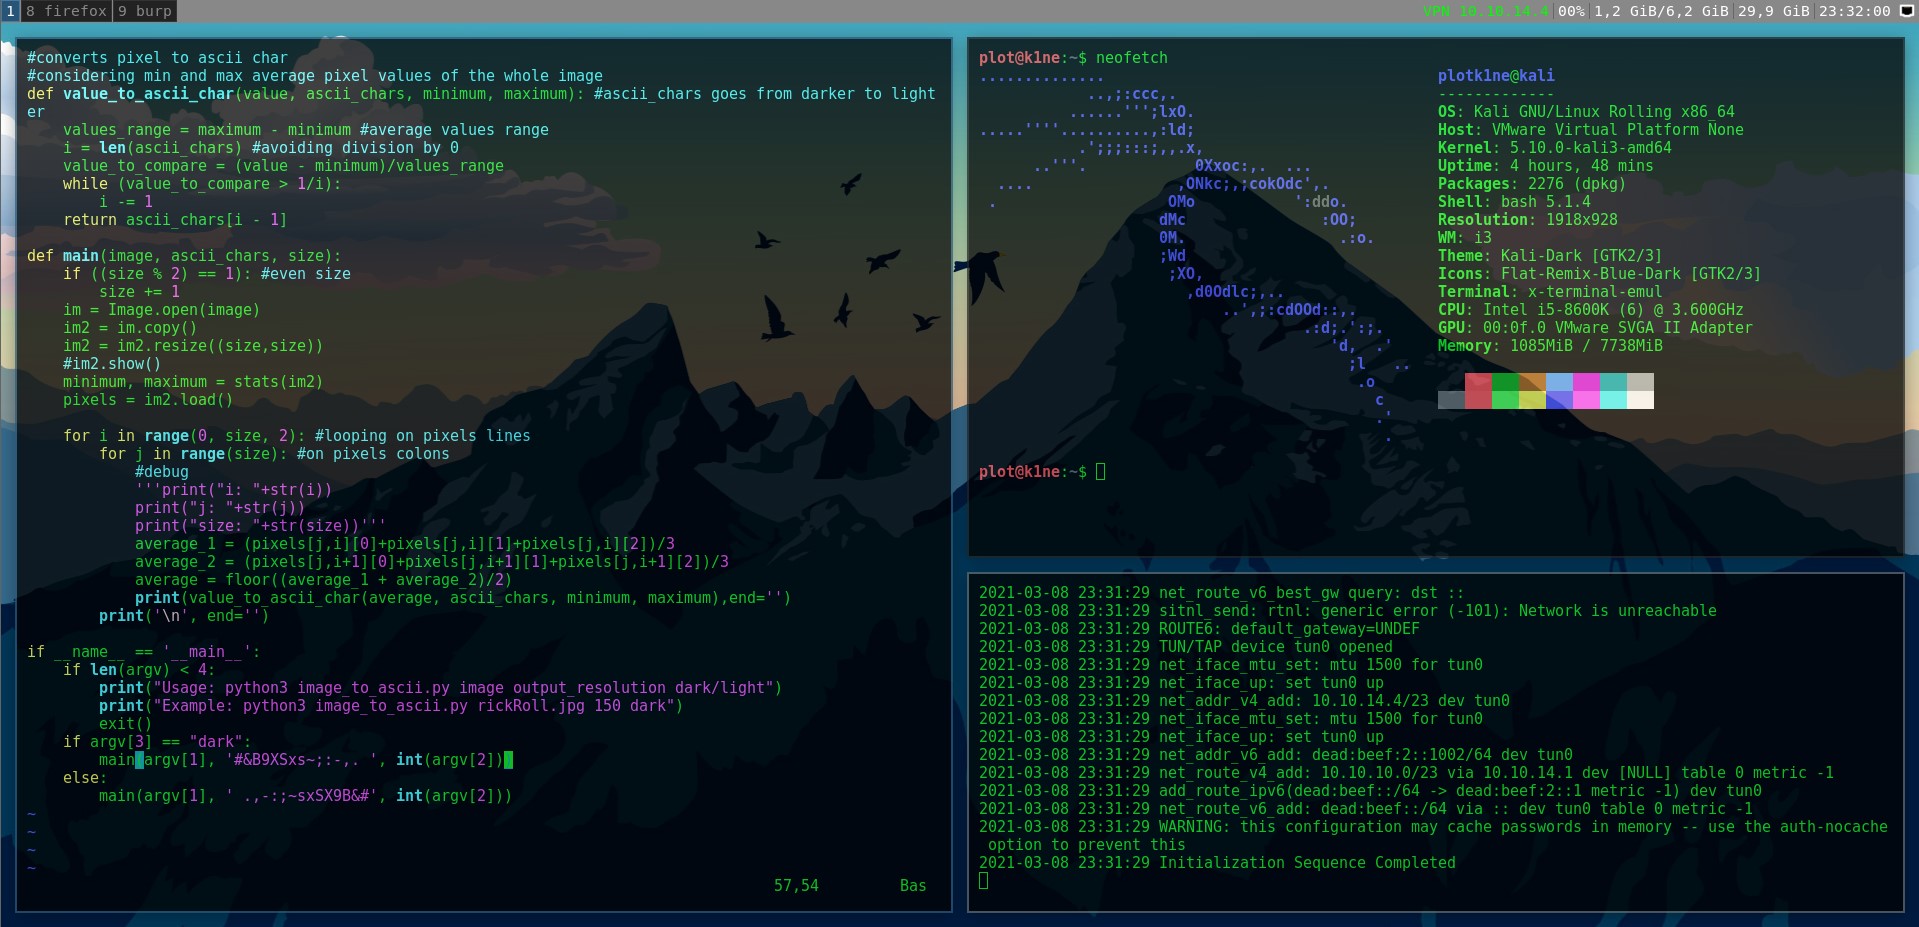 1 8 firefox 9 burp
VPN 10.10.14.4 00% 1,2 GiB/6,2 GiB 29,9 GiB 23:32:00
#converts pixel to ascii char
#considering min and max average pixel values of the whole image
def value_to_ascii_char(value, ascii_chars, minimum, maximum): #ascii_chars goes from darker to light
er
    values_range = maximum - minimum #average values range
    i = len(ascii_chars) #avoiding division by 0
    value_to_compare = (value - minimum)/values_range
    while (value_to_compare > 1/i):
        i -= 1
    return ascii_chars[i - 1]
def main(image, ascii_chars, size):
    if ((size % 2) == 1): #even size
        size += 1
    im = Image.open(image)
    im2 = im.copy()
    im2 = im2.resize((size,size))
    #im2.show()
    minimum, maximum = stats(im2)
    pixels = im2.load()
    for i in range(0, size, 2): #looping on pixels lines
        for j in range(size): #on pixels colons
            #debug
            '''print("i: "+str(i))
            print("j: "+str(j))
            print("size: "+str(size))'''
            average_1 = (pixels[j,i][0]+pixels[j,i][1]+pixels[j,i][2])/3
            average_2 = (pixels[j,i+1][0]+pixels[j,i+1][1]+pixels[j,i+1][2])/3
            average = floor((average_1 + average_2)/2)
            print(value_to_ascii_char(average, ascii_chars, minimum, maximum),end='')
        print('\n', end='')
if __name__ == '__main__':
    if len(argv) < 4:
        print("Usage: python3 image_to_ascii.py image output_resolution dark/light")
        print("Example: python3 image_to_ascii.py rickRoll.jpg 150 dark")
        exit()
    if argv[3] == "dark":
        main(argv[1], '#&B9XSxs~;:-,. ', int(argv[2]))
    else:
        main(argv[1], ' .,-:;~sxSX9B&#', int(argv[2]))
~
~
~
~
57,54 Bas
plot@k1ne:~$ neofetch
..............
            ..,;:ccc,.
          ......''';lxO.
.....''''..........,:ld;
           .';;;:::;,,.x,
      ..'''.            0Xxoc:,.  ...
  ....                ,ONkc;,;cokOdc',.
 .                   OMo           ':ddo.
                    dMc               :OO;
                    0M.                 .:o.
                    ;Wd
                     ;XO,
                       ,d0Odlc;,..
                           ..',;:cdOOd::,.
                                    .:d;.':;.
                                       'd,  .'
                                         ;l   ..
                                          .o
                                            c
                                            .'
                                             .
plotk1ne@kali
-------------
OS: Kali GNU/Linux Rolling x86_64
Host: VMware Virtual Platform None
Kernel: 5.10.0-kali3-amd64
Uptime: 4 hours, 48 mins
Packages: 2276 (dpkg)
Shell: bash 5.1.4
Resolution: 1918x928
WM: i3
Theme: Kali-Dark [GTK2/3]
Icons: Flat-Remix-Blue-Dark [GTK2/3]
Terminal: x-terminal-emul
CPU: Intel i5-8600K (6) @ 3.600GHz
GPU: 00:0f.0 VMware SVGA II Adapter
Memory: 1085MiB / 7738MiB
plot@k1ne:~$
2021-03-08 23:31:29 net_route_v6_best_gw query: dst ::
2021-03-08 23:31:29 sitnl_send: rtnl: generic error (-101): Network is unreachable
2021-03-08 23:31:29 ROUTE6: default_gateway=UNDEF
2021-03-08 23:31:29 TUN/TAP device tun0 opened
2021-03-08 23:31:29 net_iface_mtu_set: mtu 1500 for tun0
2021-03-08 23:31:29 net_iface_up: set tun0 up
2021-03-08 23:31:29 net_addr_v4_add: 10.10.14.4/23 dev tun0
2021-03-08 23:31:29 net_iface_mtu_set: mtu 1500 for tun0
2021-03-08 23:31:29 net_iface_up: set tun0 up
2021-03-08 23:31:29 net_addr_v6_add: dead:beef:2::1002/64 dev tun0
2021-03-08 23:31:29 net_route_v4_add: 10.10.10.0/23 via 10.10.14.1 dev [NULL] table 0 metric -1
2021-03-08 23:31:29 add_route_ipv6(dead:beef::/64 -> dead:beef:2::1 metric -1) dev tun0
2021-03-08 23:31:29 net_route_v6_add: dead:beef::/64 via :: dev tun0 table 0 metric -1
2021-03-08 23:31:29 WARNING: this configuration may cache passwords in memory -- use the auth-nocache
 option to prevent this
2021-03-08 23:31:29 Initialization Sequence Completed